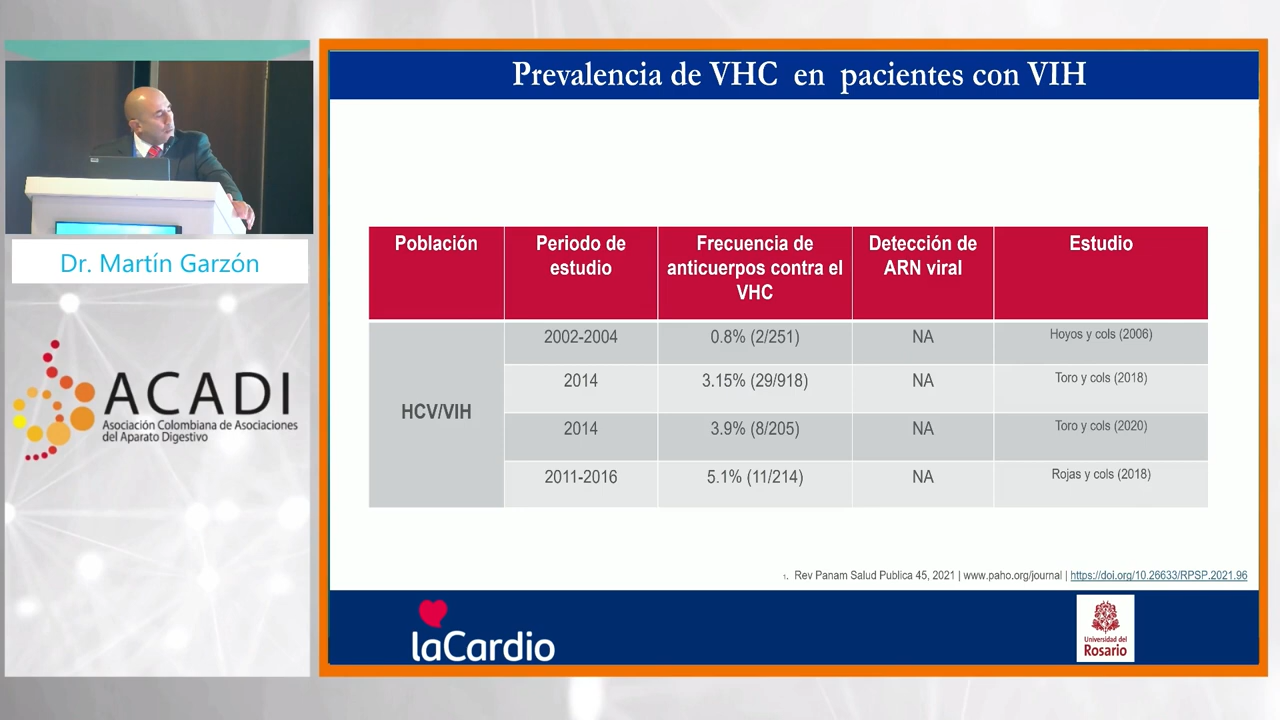 Prevalencia de VHC en pacientes con VIH
Dr. Martín Garzón
ACADI
Asociación Colombiana de Asociaciones
del Aparato Digestivo
Población
Periodo de
estudio
Frecuencia de
anticuerpos contra el
VHC
Detección de
ARN viral
Estudio
HCV/VIH
2002-2004
0.8% (2/251)
NA
Hoyos y cols (2006)
2014
3.15% (29/918)
NA
Toro y cols (2018)
2014
3.9% (8/205)
NA
Toro y cols (2020)
2011-2016
5.1% (11/214)
NA
Rojas y cols (2018)
1. Rev Panam Salud Publica 45, 2021 | www.paho.org/journal | https://doi.org/10.26633/RPSP.2021.96
laCardio
Universidad del
Rosario